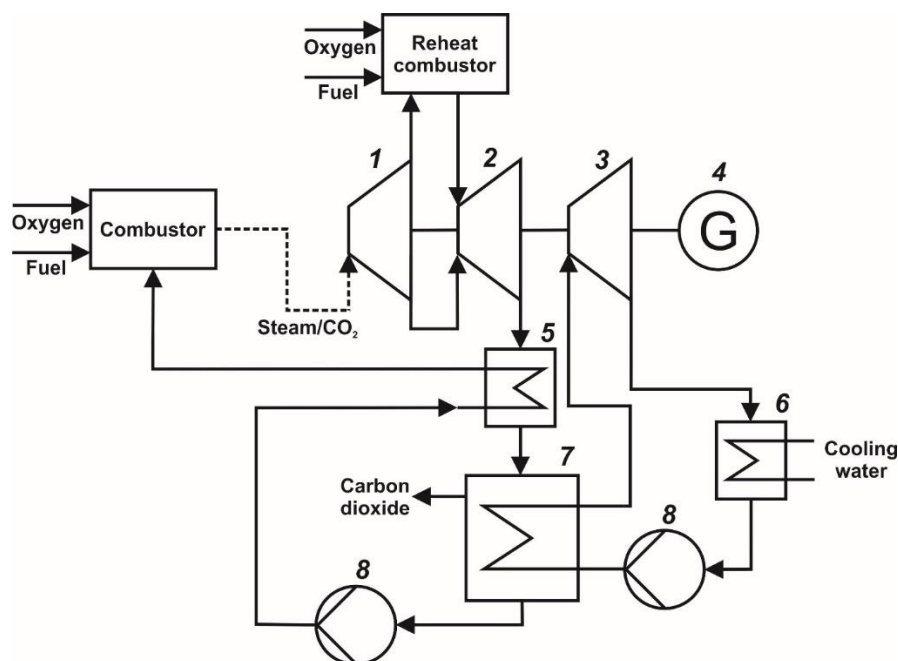 Oxygen
Fuel
Reheat
combustor
1
2
3
4
G
Oxygen
Fuel
Combustor
Steam/CO₂
5
6
Cooling
water
7
Carbon
dioxide
8
8